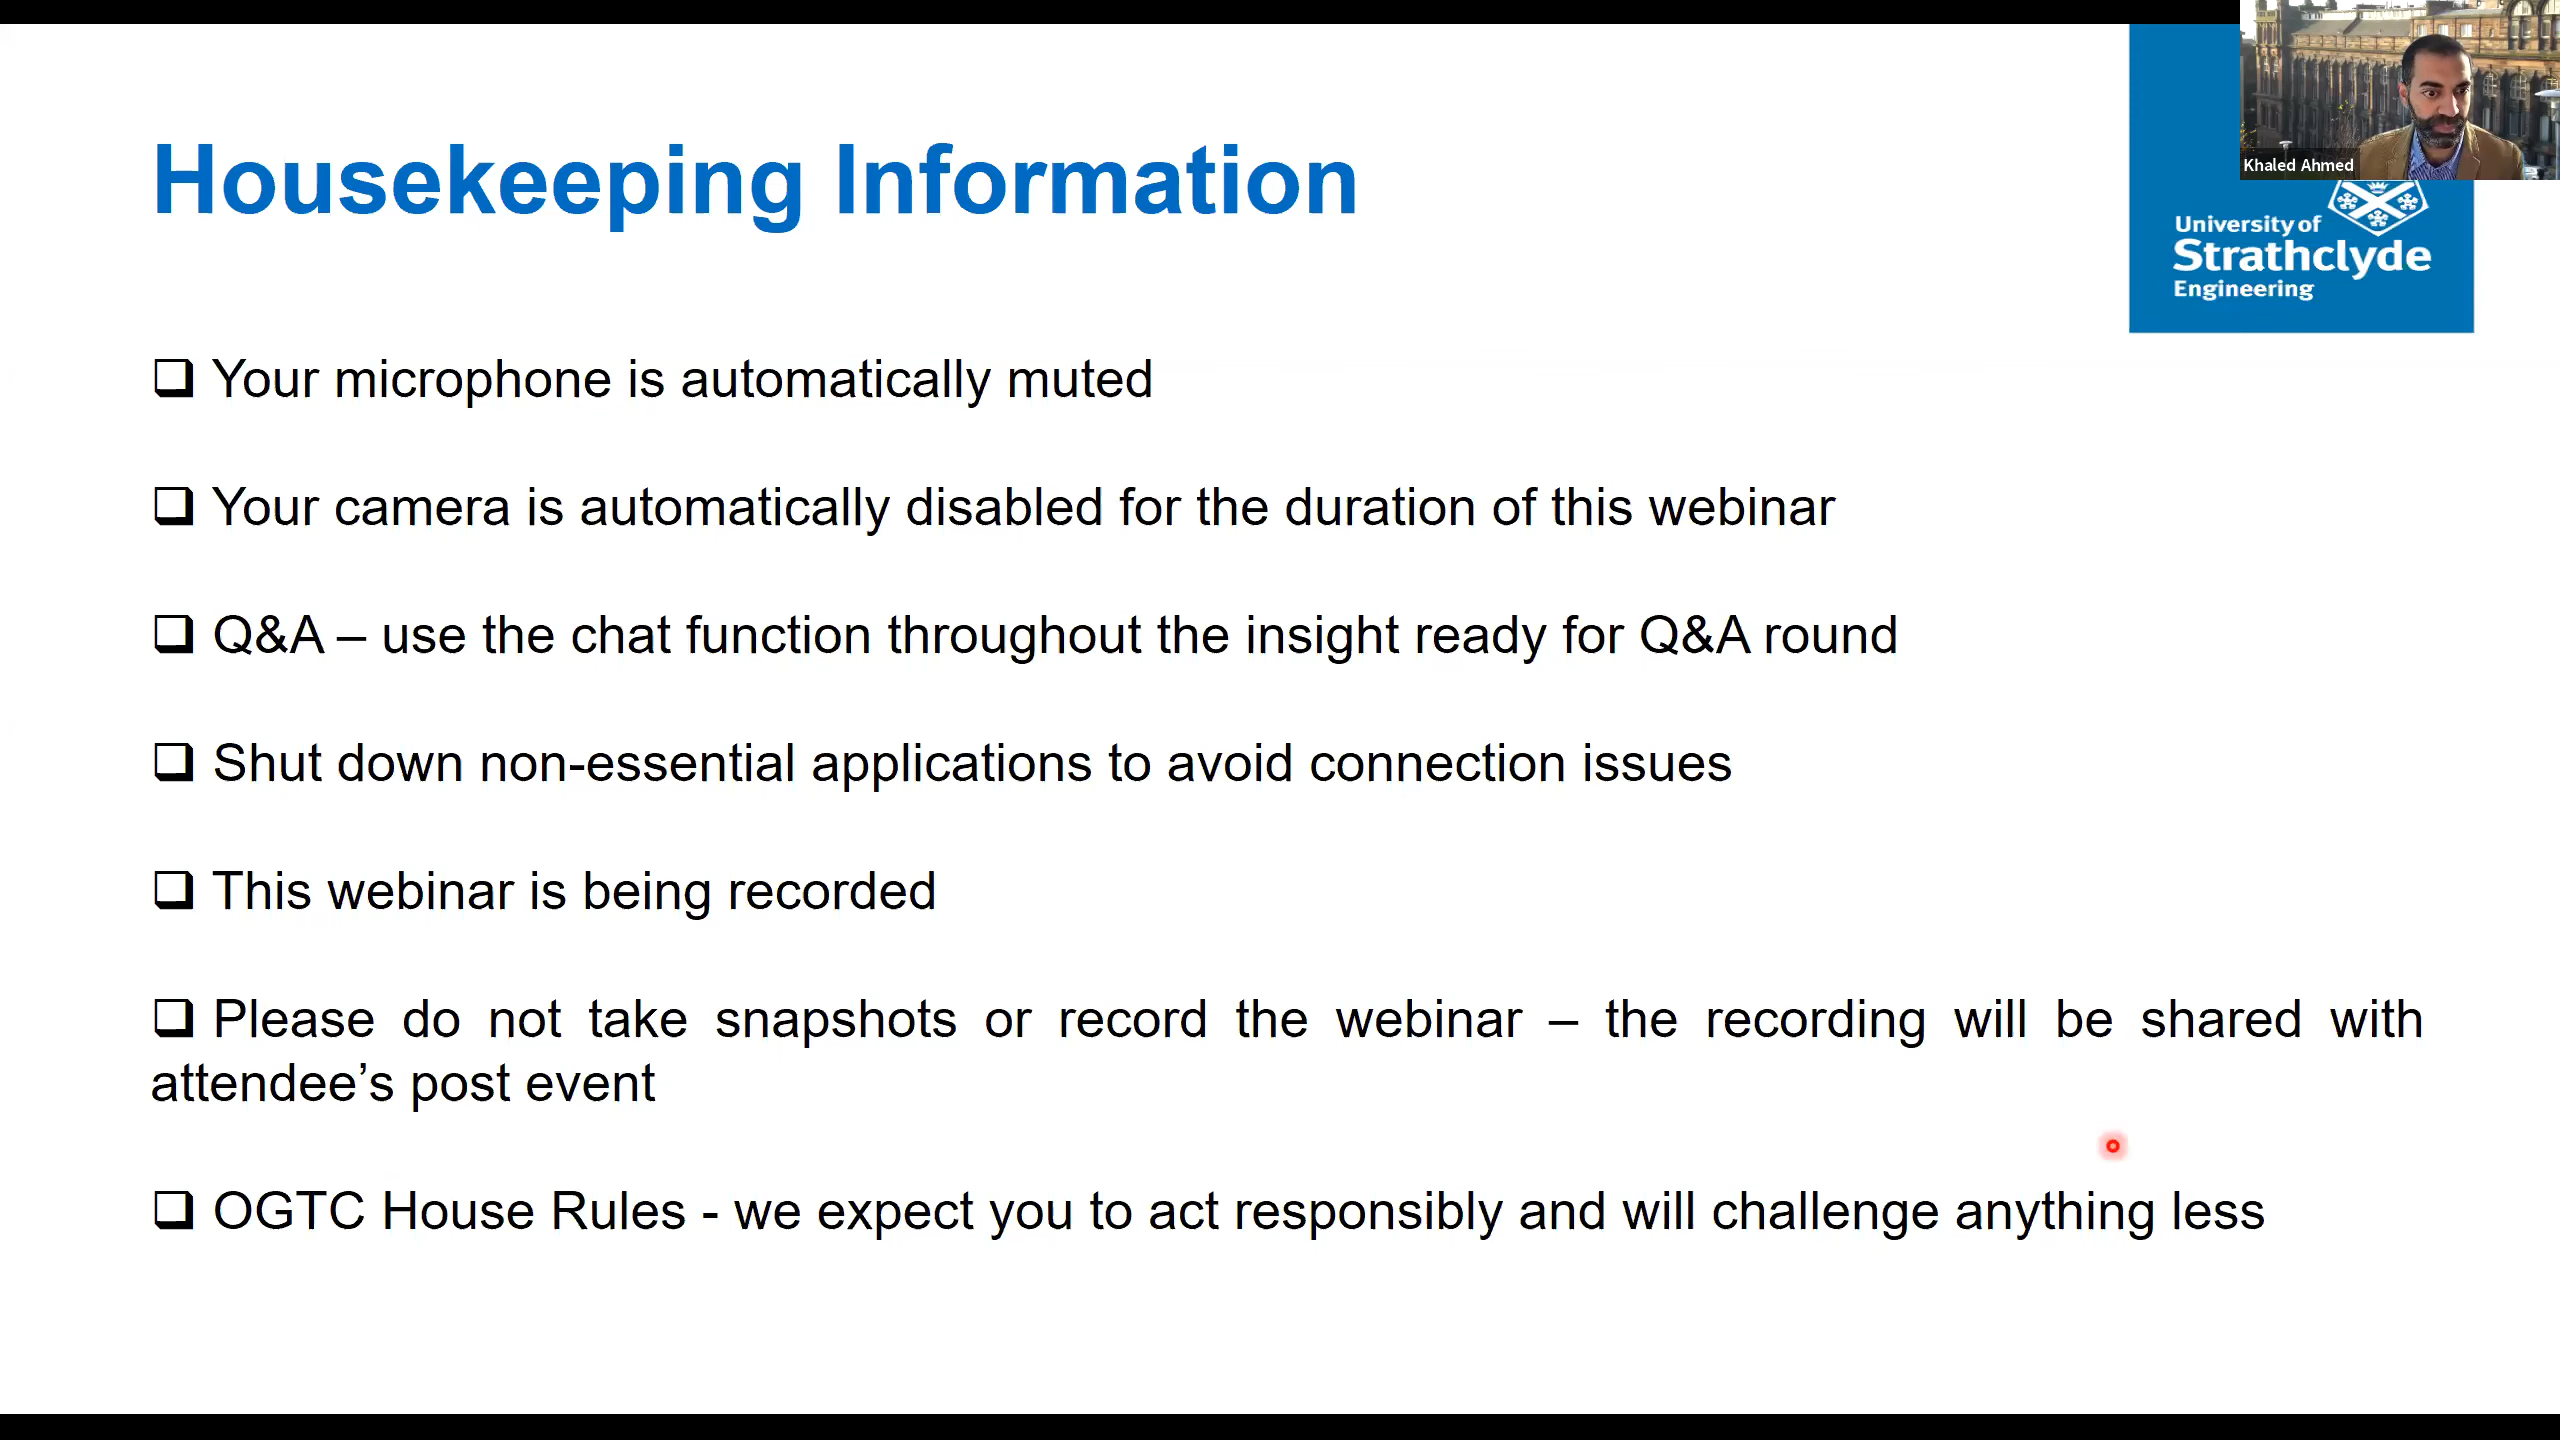 Khaled Ahmed
University of
Strathclyde
Engineering
Housekeeping Information
Your microphone is automatically muted
Your camera is automatically disabled for the duration of this webinar
Q&A – use the chat function throughout the insight ready for Q&A round
Shut down non-essential applications to avoid connection issues
This webinar is being recorded
Please do not take snapshots or record the webinar – the recording will be shared with
attendee’s post event
OGTC House Rules - we expect you to act responsibly and will challenge anything less